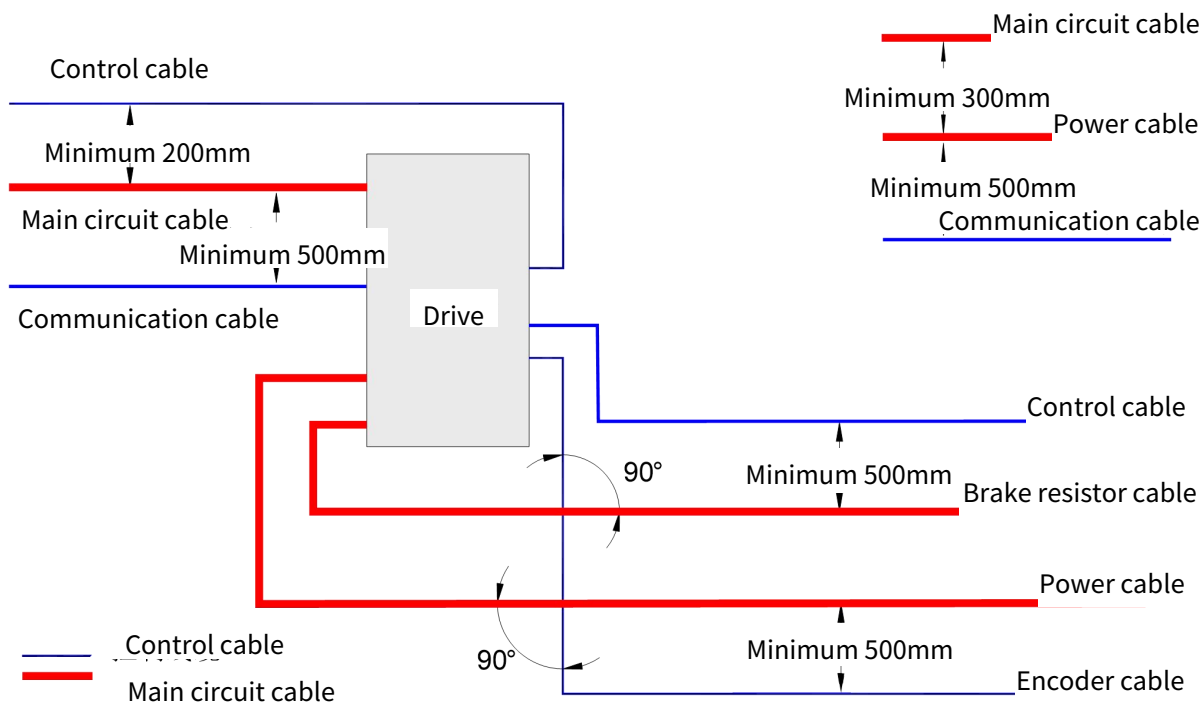 Main circuit cable
Control cable
Minimum 300mm
Power cable
Minimum 200mm
Minimum 500mm
Main circuit cable
Communication cable
Minimum 500mm
Communication cable
Drive
Control cable
90°
Minimum 500mm
Brake resistor cable
Power cable
Control cable
90°
Minimum 500mm
Encoder cable
Main circuit cable